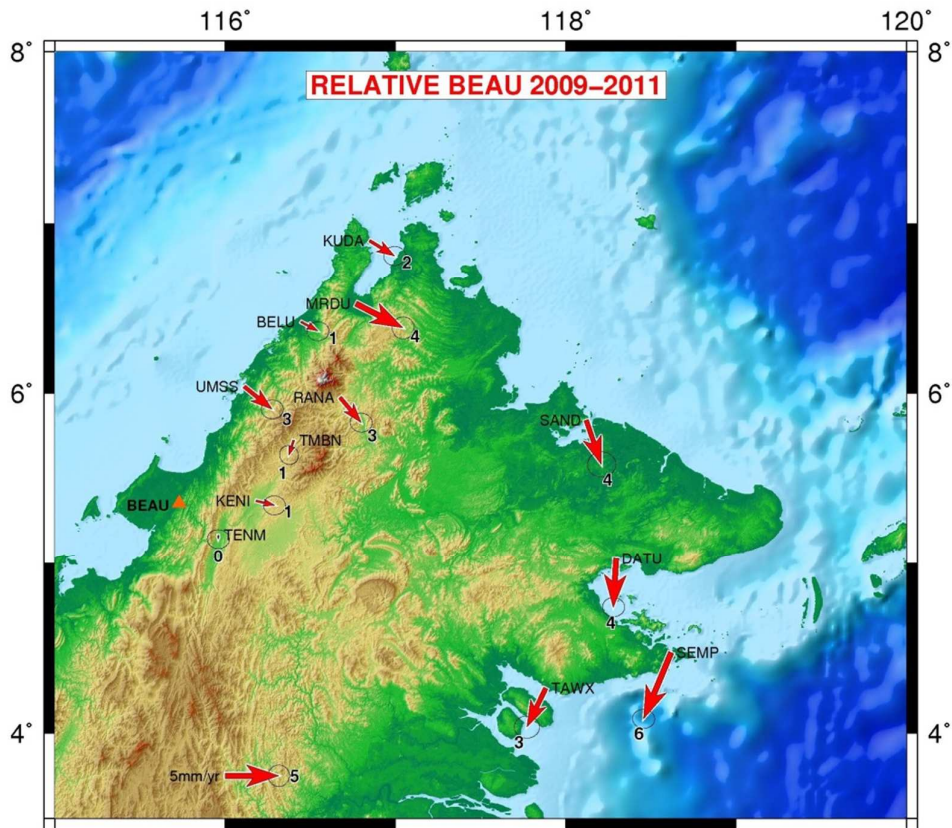 116° 118° 120°
8° 8°
RELATIVE BEAU 2009–2011
KUDA
2
MRDU
BELU
1 4
6° 6°
UMSS
RANA
3
SAND
3
TMBN
1
4
KENI
BEAU
1
TENM
0
DATU
4
SEMP
TAWX
4° 4°
3 6
5mm/yr 5